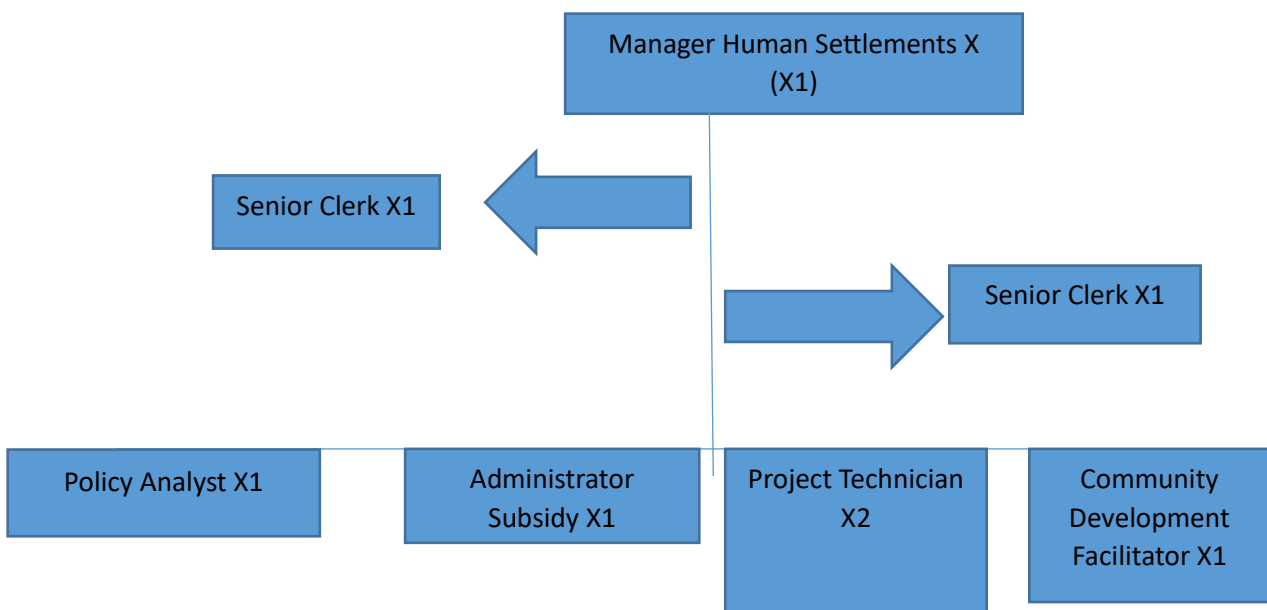 Manager Human Settlements X
(X1)
Senior Clerk X1
Senior Clerk X1
Policy Analyst X1
Administrator
Subsidy X1
Project Technician
X2
Community
Development
Facilitator X1